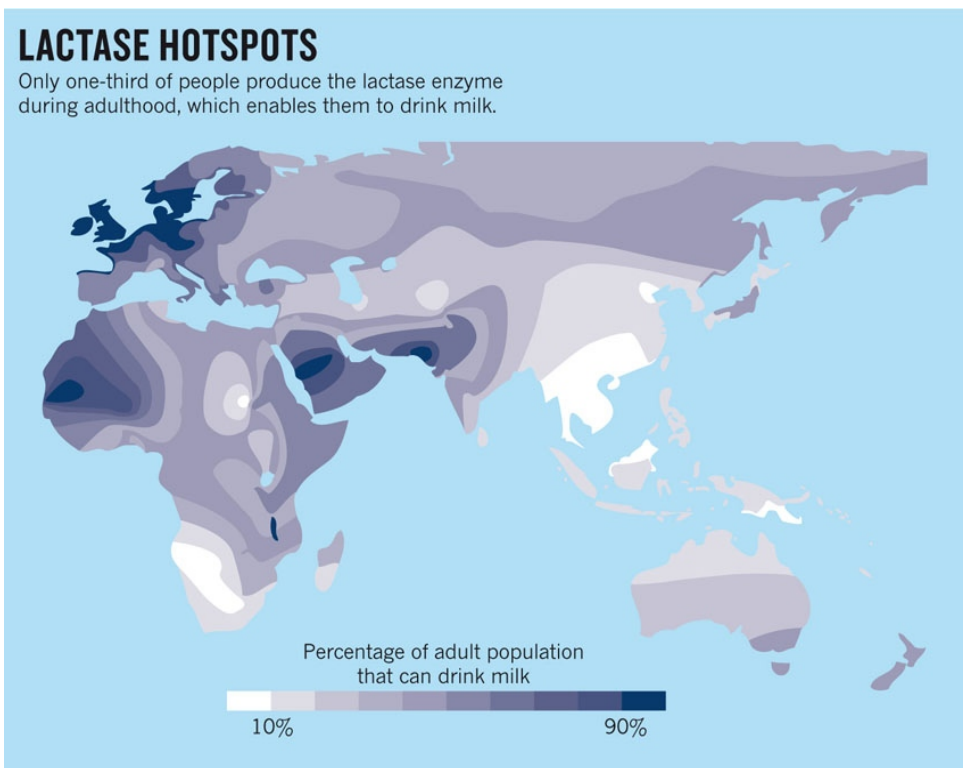 LACTASE HOTSPOTS
Only one-third of people produce the lactase enzyme
during adulthood, which enables them to drink milk.
Percentage of adult population
that can drink milk
10%
90%